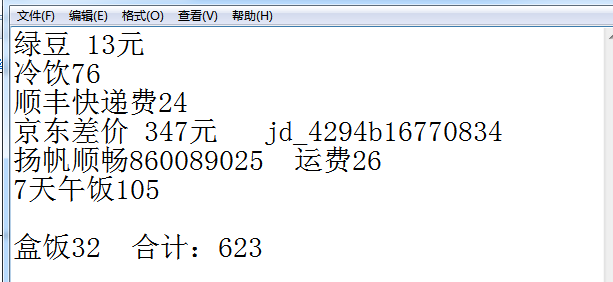 文件(F) 编辑(E) 格式(O) 查看(V) 帮助(H)
绿豆 13元
冷饮76
顺丰快递费24
京东差价 347元 jd_4294b16770834
扬帆顺畅860089025 运费26
7天午饭105
盒饭32 合计：623